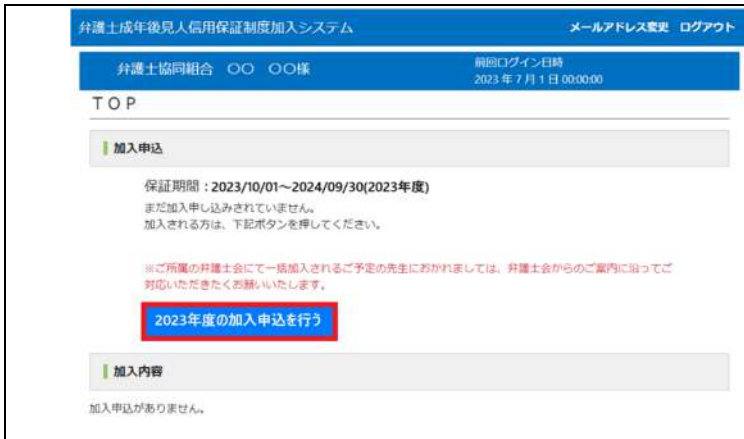 弁護士成年後見人信用保証制度加入システム
メールアドレス変更 ログアウト
弁護士協同組合 〇〇 〇〇様
前回ログイン日時
2023年7月1日 00:00:00
TOP
加入申込
保証期間：2023/10/01～2024/09/30(2023年度)
まだ加入申し込みされていません。
加入される方は、下記ボタンを押してください。
※ご所属の弁護士会にて一括加入されるご予定の先生におかれましては、弁護士会からのご案内に沿ってご
対応いただきたくお願いいたします。
2023年度の加入申込を行う
加入内容
加入申込がありません。